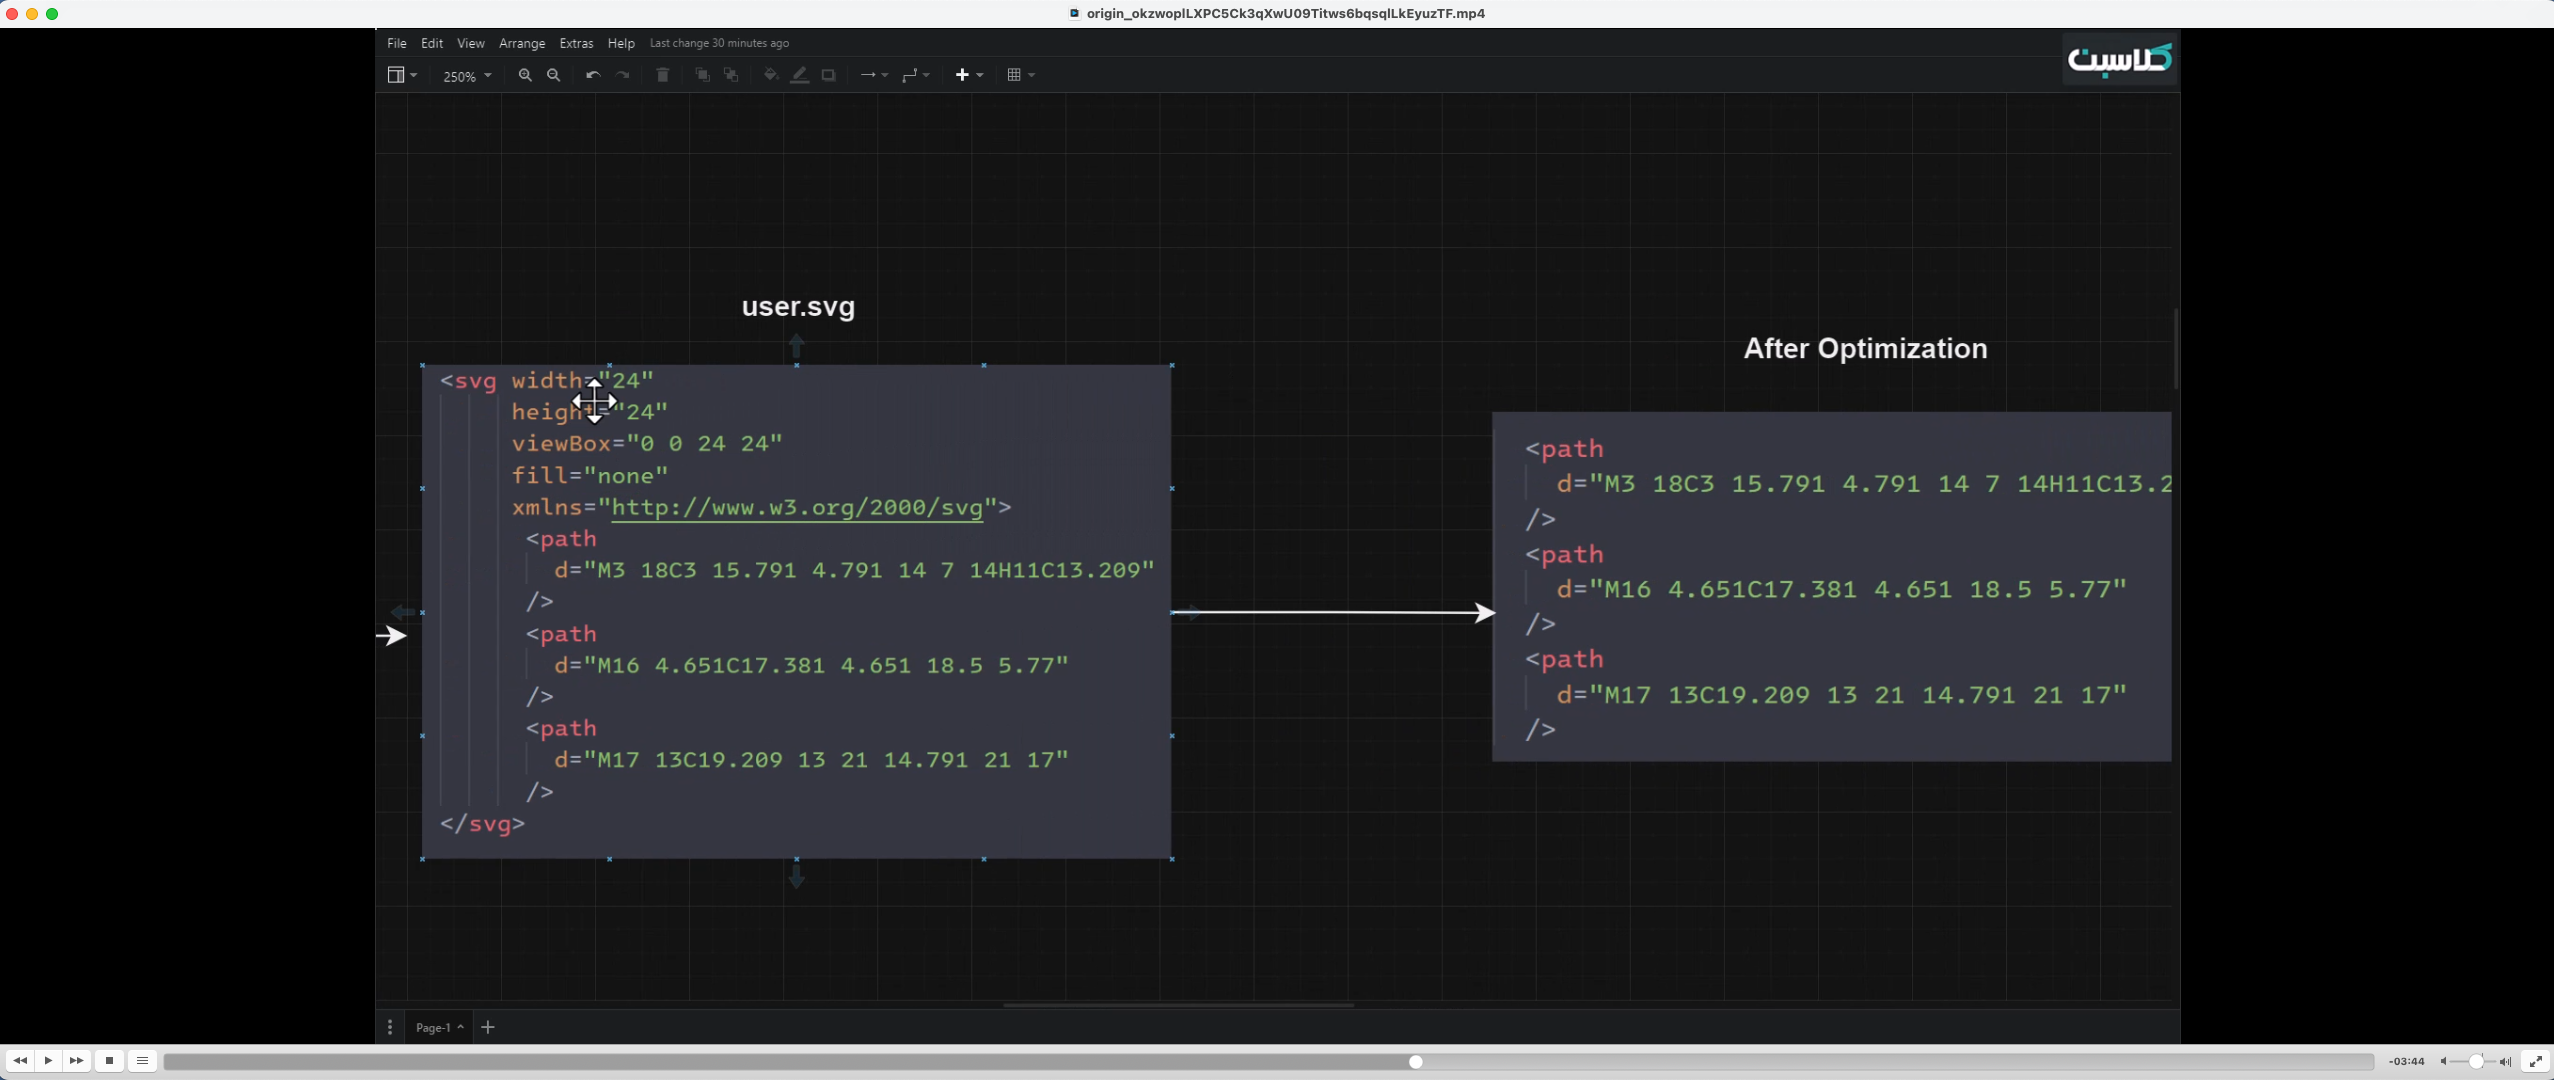 origin_okzwoplLXPC5Ck3qXwU09Titws6bqsqlLkEyuzTF.mp4
File Edit View Arrange Extras Help Last change 30 minutes ago
کلاسینت
250%
user.svg
<svg width="24"
height="24"
viewBox="0 0 24 24"
fill="none"
xmlns="http://www.w3.org/2000/svg">
<path
d="M3 18C3 15.791 4.791 14 7 14H11C13.209"
/>
<path
d="M16 4.651C17.381 4.651 18.5 5.77"
/>
<path
d="M17 13C19.209 13 21 14.791 21 17"
/>
</svg>
After Optimization
<path
d="M3 18C3 15.791 4.791 14 7 14H11C13.2
/>
<path
d="M16 4.651C17.381 4.651 18.5 5.77"
/>
<path
d="M17 13C19.209 13 21 14.791 21 17"
/>
Page-1
-03:44